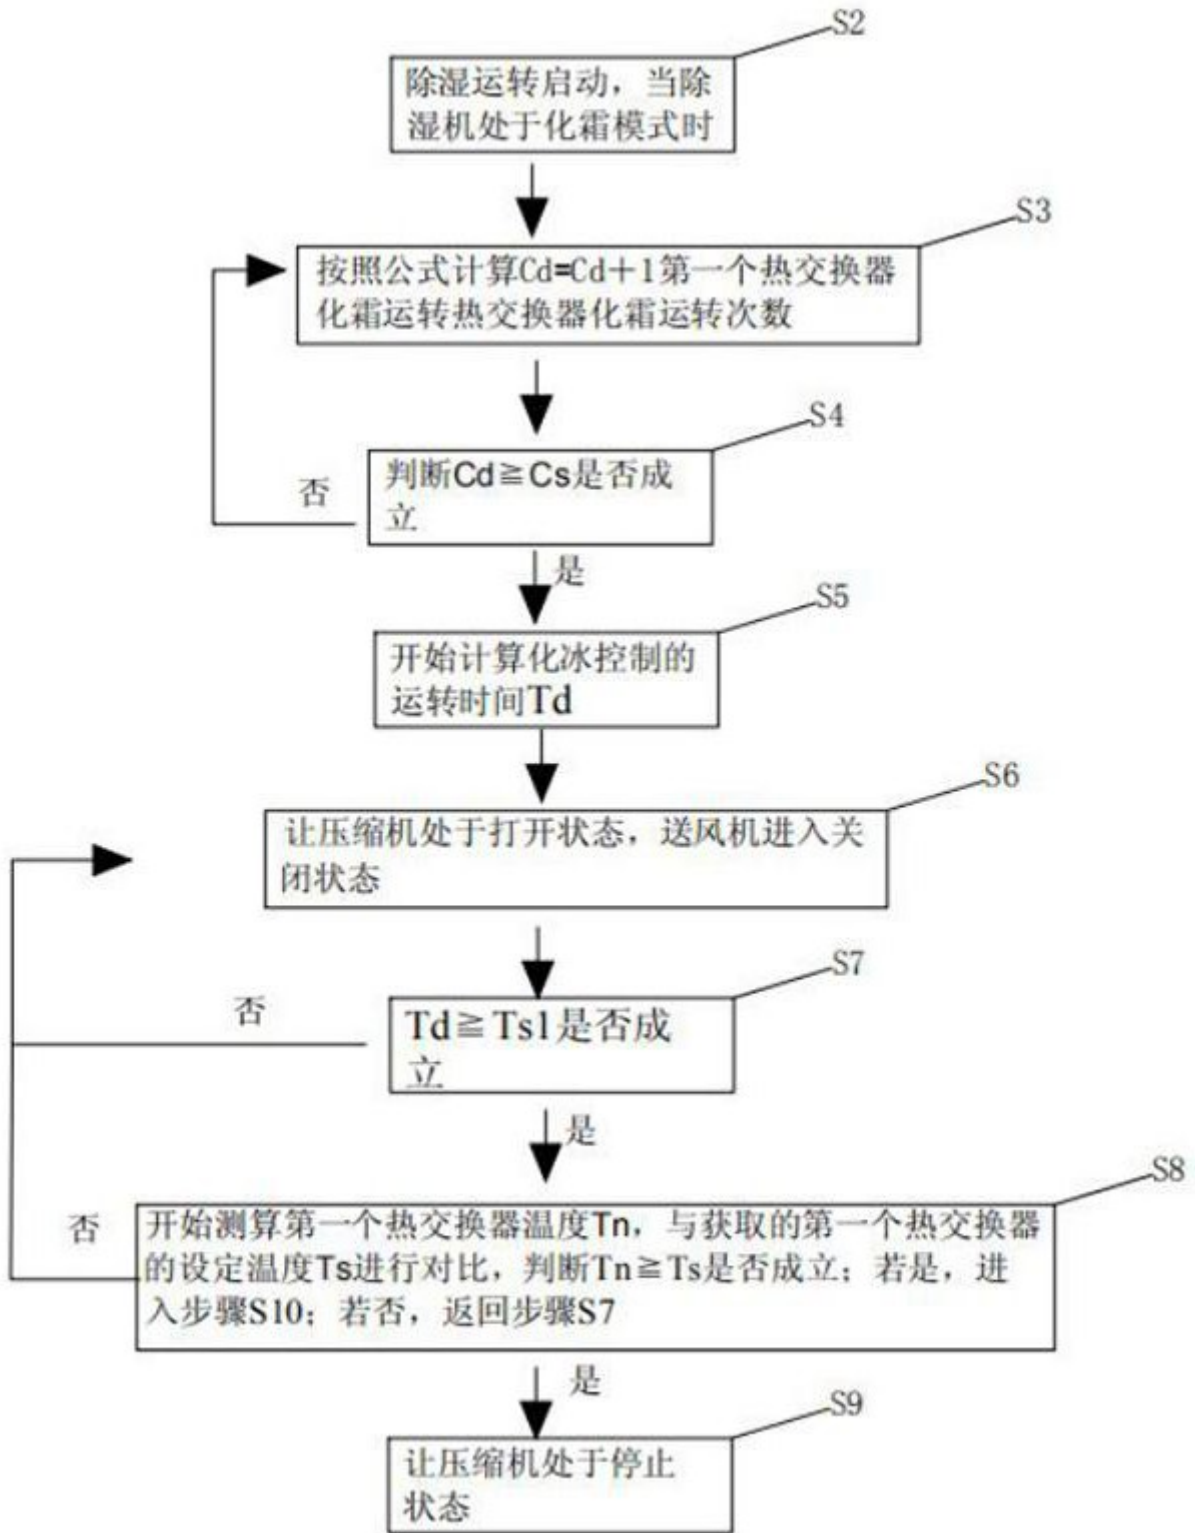 S2
除湿运转启动，当除
湿机处于化霜模式时
S3
按照公式计算Cd=Cd＋1第一个热交换器
化霜运转热交换器化霜运转次数
S4
判断Cd≧Cs是否成
立
否
是
S5
开始计算化冰控制的
运转时间Td
S6
让压缩机处于打开状态，送风机进入关
闭状态
S7
Td≧Ts1是否成
立
否
是
S8
开始测算第一个热交换器温度Tn，与获取的第一个热交换器
的设定温度Ts进行对比，判断Tn≧Ts是否成立；若是，进
入步骤S10；若否，返回步骤S7
否
是
S9
让压缩机处于停止
状态